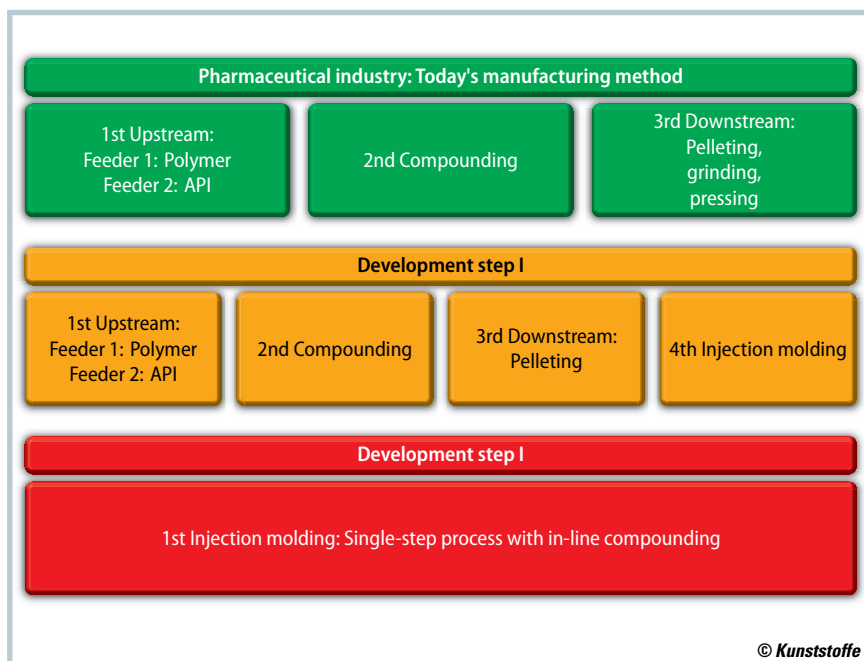 Pharmaceutical industry: Today's manufacturing method
1st Upstream:
Feeder 1: Polymer
Feeder 2: API
2nd Compounding
3rd Downstream:
Pelleting,
grinding,
pressing
Development step I
1st Upstream:
Feeder 1: Polymer
Feeder 2: API
2nd Compounding
3rd Downstream:
Pelleting
4th Injection molding
Development step I
1st Injection molding: Single-step process with in-line compounding
© Kunststoffe